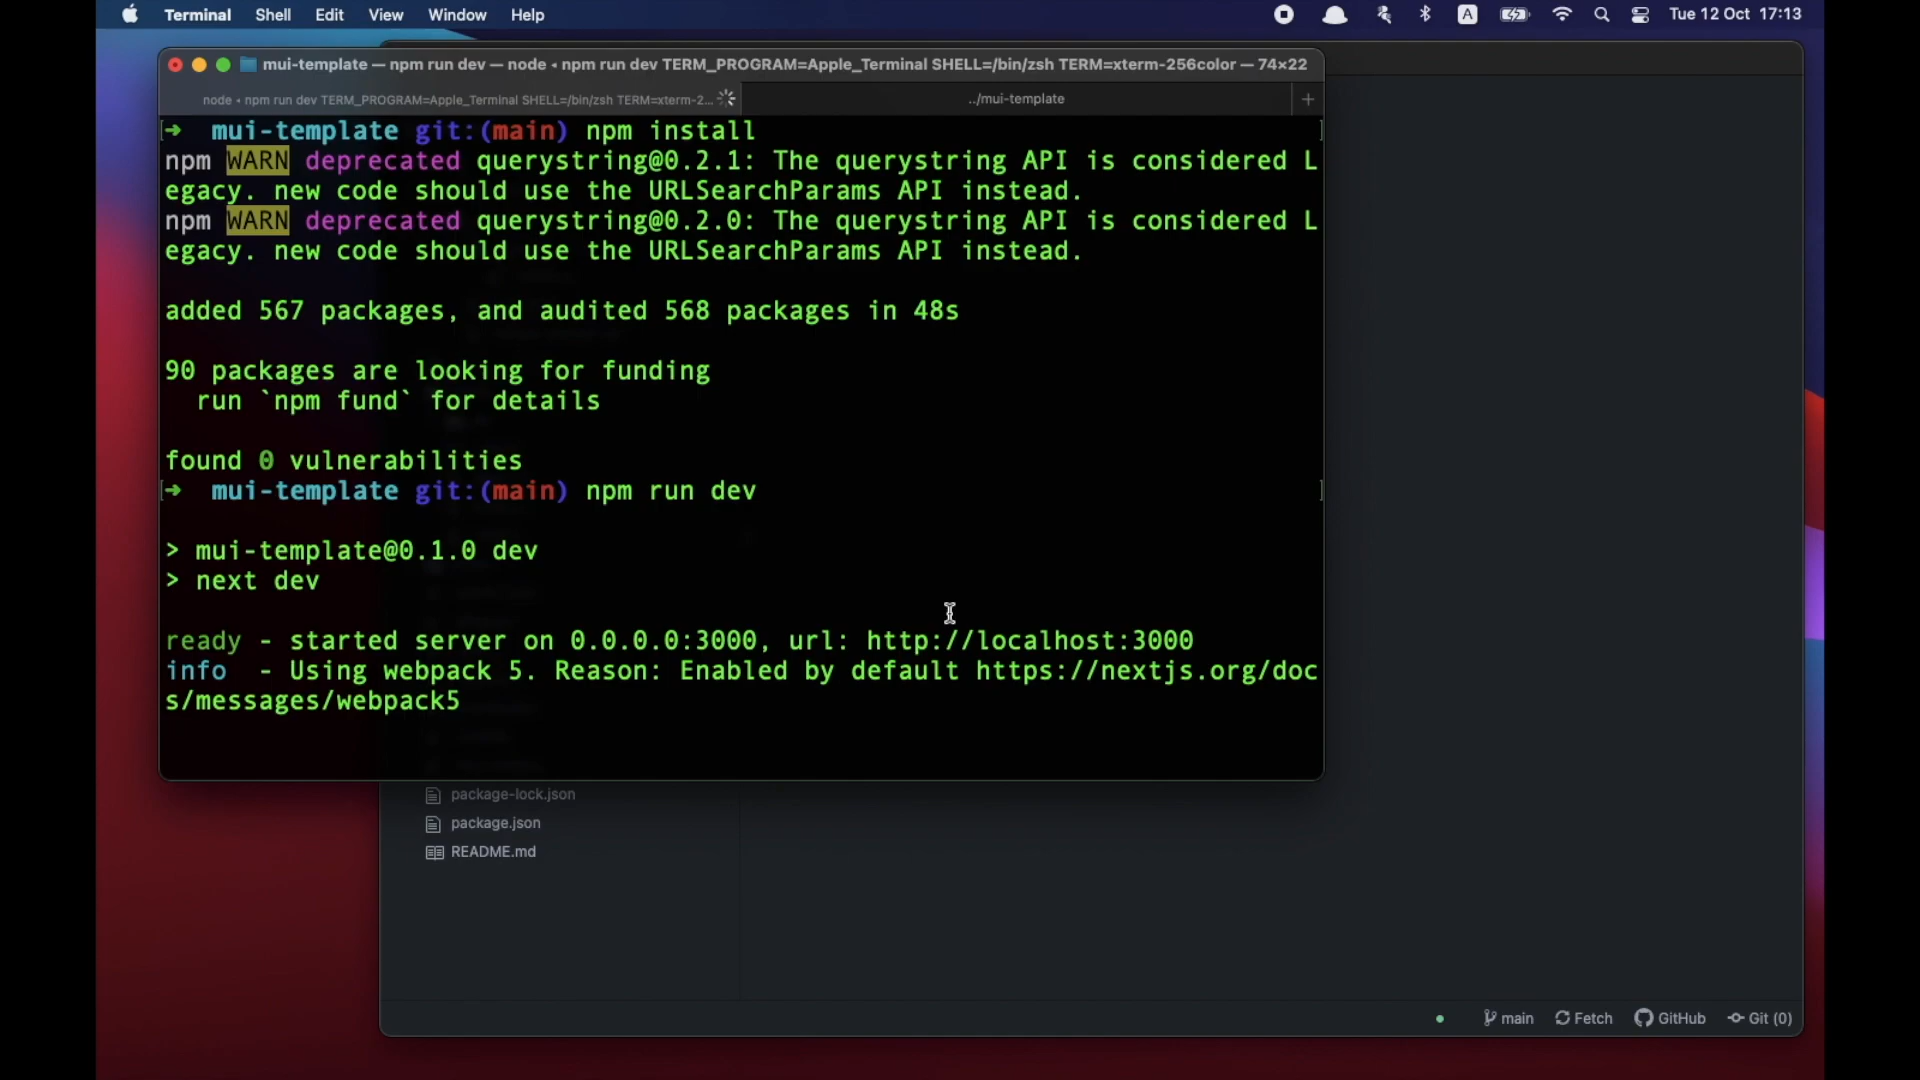 Terminal Shell Edit View Window Help A Tue 12 Oct 17:13
mui-template — npm run dev — node ◂ npm run dev TERM_PROGRAM=Apple_Terminal SHELL=/bin/zsh TERM=xterm-256color — 74×22
node ◂ npm run dev TERM_PROGRAM=Apple_Terminal SHELL=/bin/zsh TERM=xterm-2... ../mui-template +
[➜ mui-template git:(main) npm install ]
npm WARN deprecated querystring@0.2.1: The querystring API is considered L
egacy. new code should use the URLSearchParams API instead.
npm WARN deprecated querystring@0.2.0: The querystring API is considered L
egacy. new code should use the URLSearchParams API instead.
added 567 packages, and audited 568 packages in 48s
90 packages are looking for funding
run `npm fund` for details
found 0 vulnerabilities
[➜ mui-template git:(main) npm run dev ]
> mui-template@0.1.0 dev
> next dev
ready - started server on 0.0.0.0:3000, url: http://localhost:3000
info - Using webpack 5. Reason: Enabled by default https://nextjs.org/doc
s/messages/webpack5
package-lock.json
package.json
README.md
main Fetch GitHub Git (0)